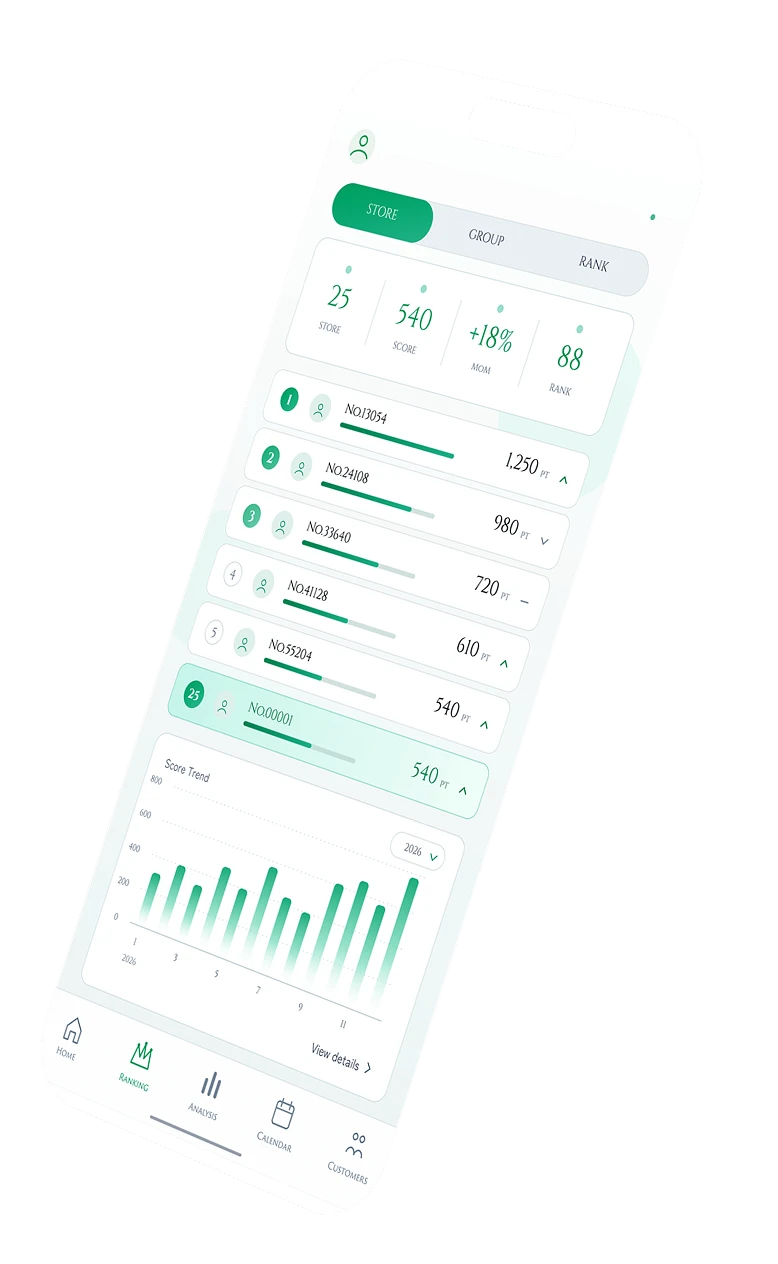 STORE GROUP RANK
25 540 +18% 88
STORE SCORE MOM RANK
1 NO.13054 1,250 PT
2 NO.24108 980 PT
3 NO.33640 720 PT
4 NO.41128 610 PT
5 NO.55204 540 PT
25 NO.00001 540 PT
Score Trend
2026
800
600
400
200
0
1 3 5 7 9 11
2026
View details
HOME RANKING ANALYSIS CALENDAR CUSTOMERS